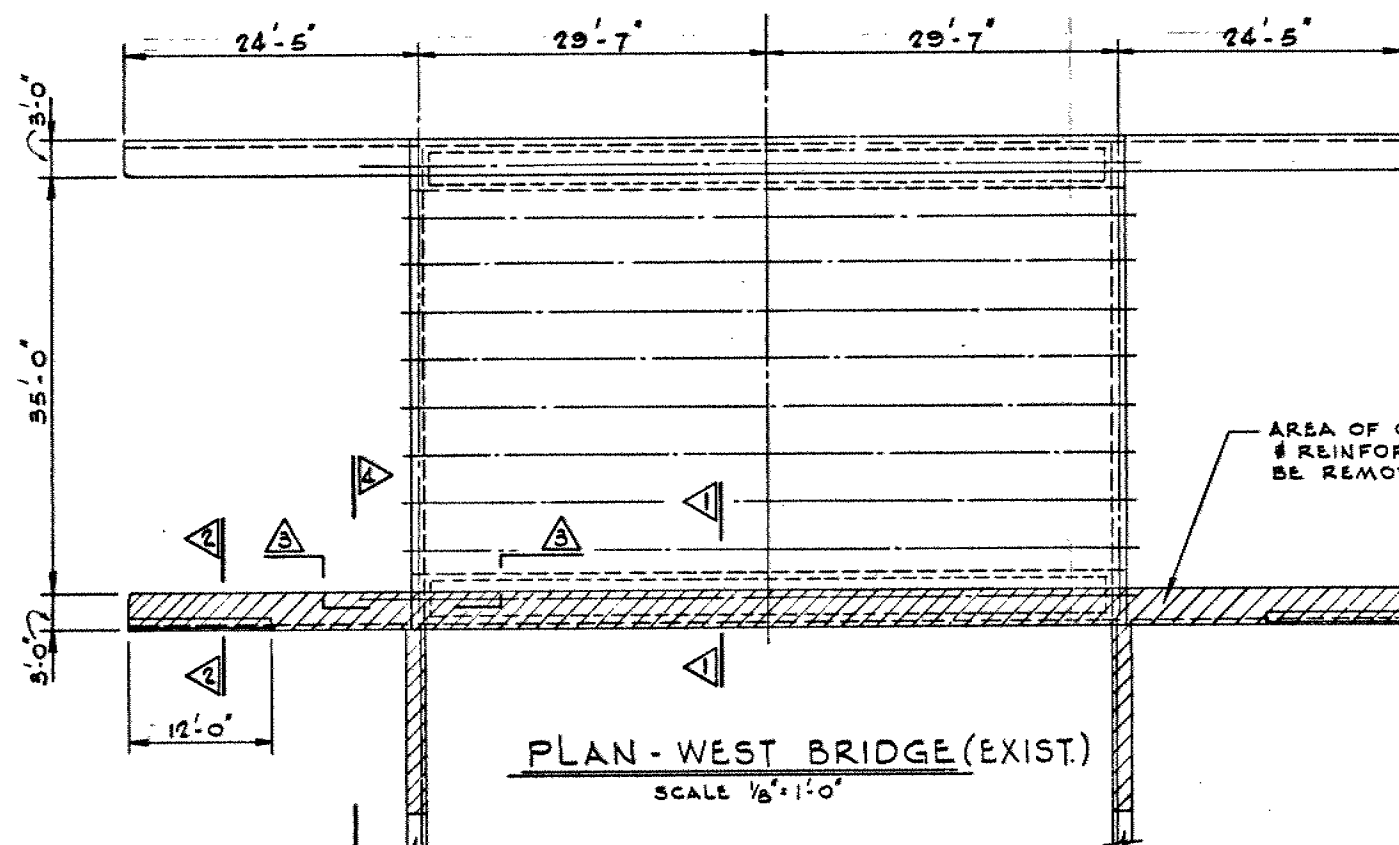 24'-5" 29'-7" 29'-7" 24'-5"
3'-0"
35'-0"
3'-0"
AREA OF
& REINFOR
BE REMO
4
1
2
3
3
2
1
12'-0"
PLAN - WEST BRIDGE (EXIST.)
SCALE 1/8" = 1'-0"